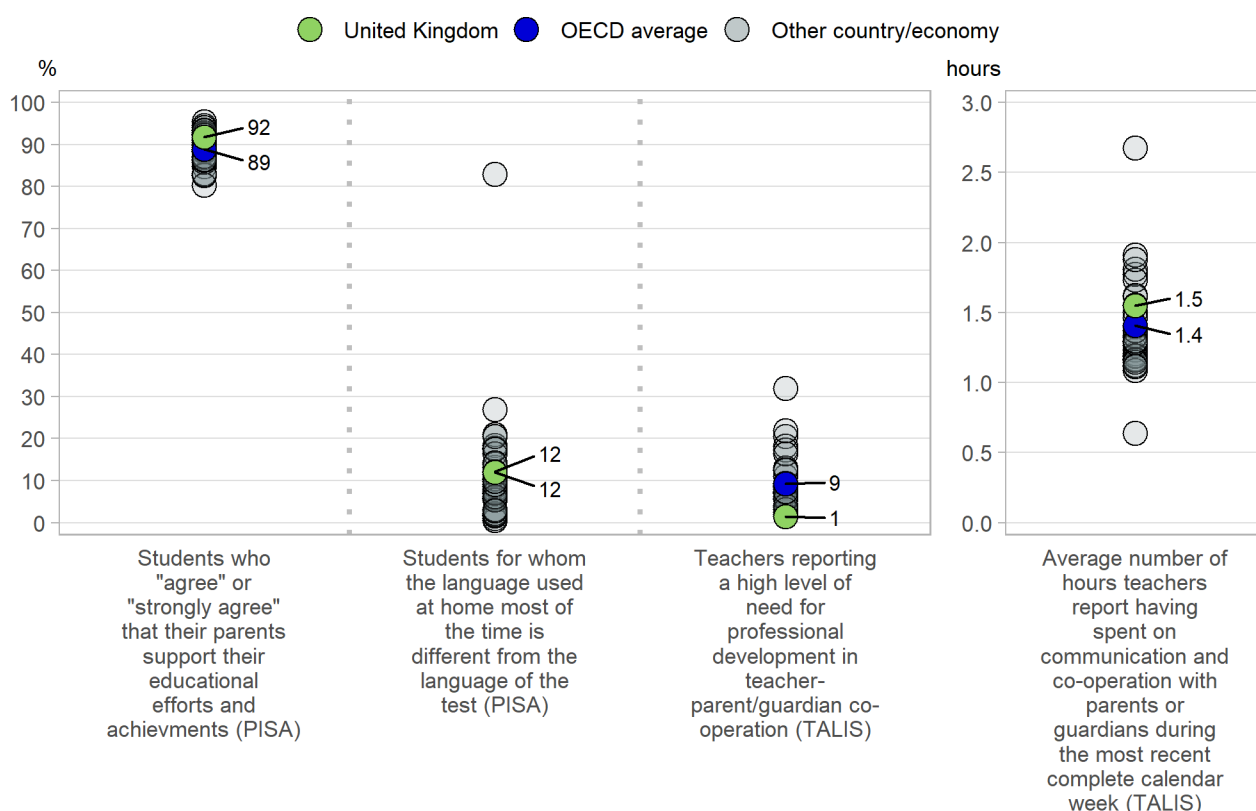 United Kingdom OECD average Other country/economy
%
100
90
80
70
60
50
40
30
20
10
0
92
89
12
12
9
1
Students who
"agree" or
"strongly agree"
that their parents
support their
educational
efforts and
achievments (PISA)
Students for whom
the language used
at home most of
the time is
different from the
language of the
test (PISA)
Teachers reporting
a high level of
need for
professional
development in
teacher-
parent/guardian co-
operation (TALIS)
hours
3.0
2.5
2.0
1.5
1.0
0.5
0.0
1.5
1.4
Average number of
hours teachers
report having
spent on
communication and
co-operation with
parents or
guardians during
the most recent
complete calendar
week (TALIS)